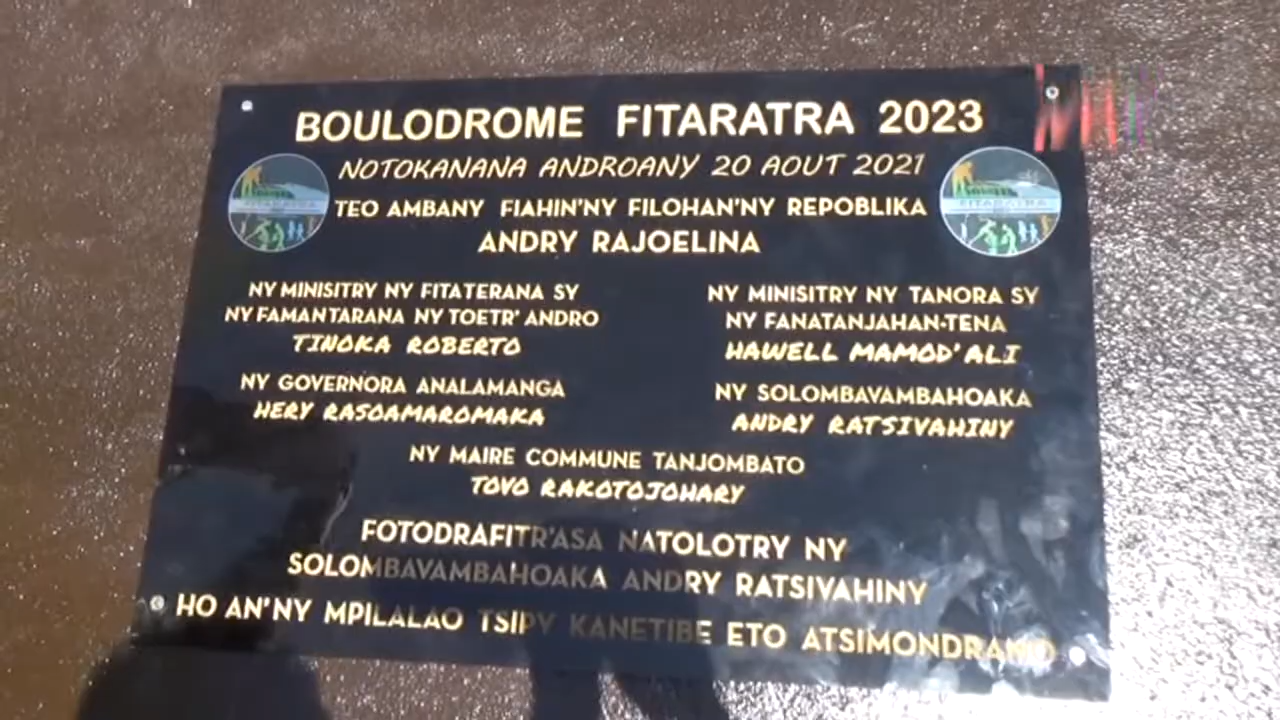 BOULODROME FITARATRA 2023
NOTOKANANA ANDROANY 20 AOUT 2021
FITARATRA
FITARATRA
TEO AMBANY FIAHIN'NY FILOHAN'NY REPOBLIKA
ANDRY RAJOELINA
NY MINISITRY NY FITATERANA SY
NY FAMANTARANA NY TOETR' ANDRO
TINOKA ROBERTO
NY MINISITRY NY TANORA SY
NY FANATANJAHAN-TENA
HAWELL MAMOD' ALI
NY GOVERNORA ANALAMANGA
HERY RASOAMAROMAKA
NY SOLOMBAVAMBAHOAKA
ANDRY RATSIVAHINY
NY MAIRE COMMUNE TANJOMBATO
TOVO RAKOTOJOHARY
FOTODRAFITR'ASA NATOLOTRY NY
SOLOMBAVAMBAHOAKA ANDRY RATSIVAHINY
HO AN'NY MPILALAO TSIPY KANETIBE ETO ATSIMONDRANO